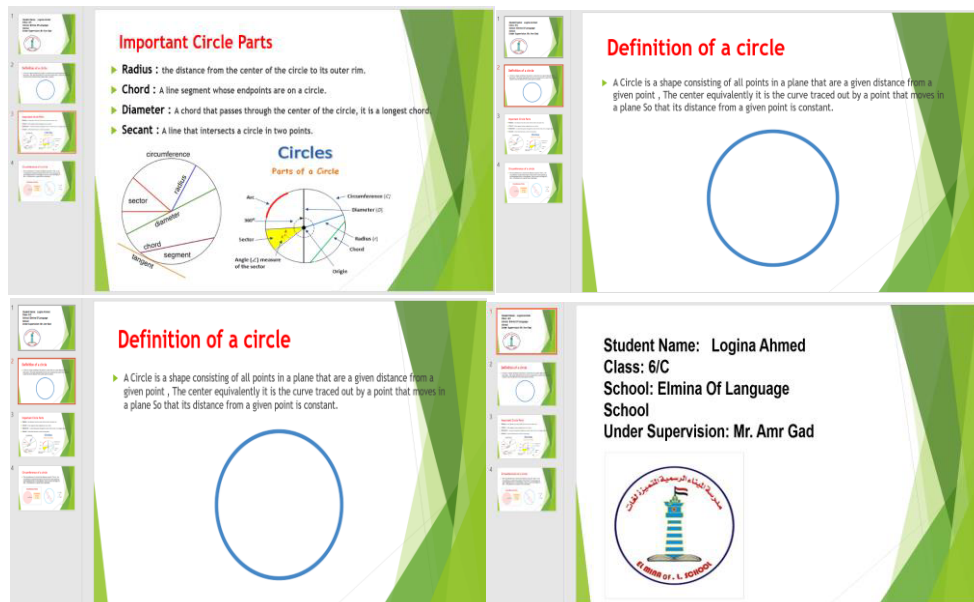 Important Circle Parts
Radius : the distance from the center of the circle to its outer rim.
Chord : A line segment whose endpoints are on a circle.
Diameter : A chord that passes through the center of the circle, it is a longest chord.
Secant : A line that intersects a circle in two points.
circumference
radius
sector
diameter
chord
segment
tangent
Circles
Parts of a Circle
Arc
Circumference (C)
Diameter (D)
360°
Sector
Radius (r)
Chord
Angle (∠) measure
of the sector
Origin
Definition of a circle
A Circle is a shape consisting of all points in a plane that are a given distance from a
given point , The center equivalently it is the curve traced out by a point that moves in
a plane So that its distance from a given point is constant.
Definition of a circle
A Circle is a shape consisting of all points in a plane that are a given distance from a
given point , The center equivalently it is the curve traced out by a point that moves in
a plane So that its distance from a given point is constant.
Student Name: Logina Ahmed
Class: 6/C
School: Elmina Of Language
School
Under Supervision: Mr. Amr Gad
مدرسة الميناء الرسمية المتميزة لغات
EL MINA OF . L. SCHOOL